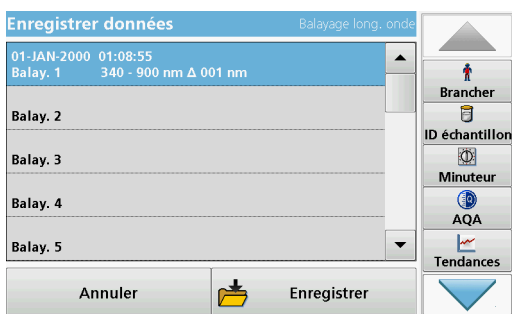 Enregistrer données
Balayage long. onde
01-JAN-2000 01:08:55
Balay. 1 340 - 900 nm Δ 001 nm
Balay. 2
Balay. 3
Balay. 4
Balay. 5
Annuler
Enregistrer
Brancher
ID échantillon
Minuteur
AQA
Tendances